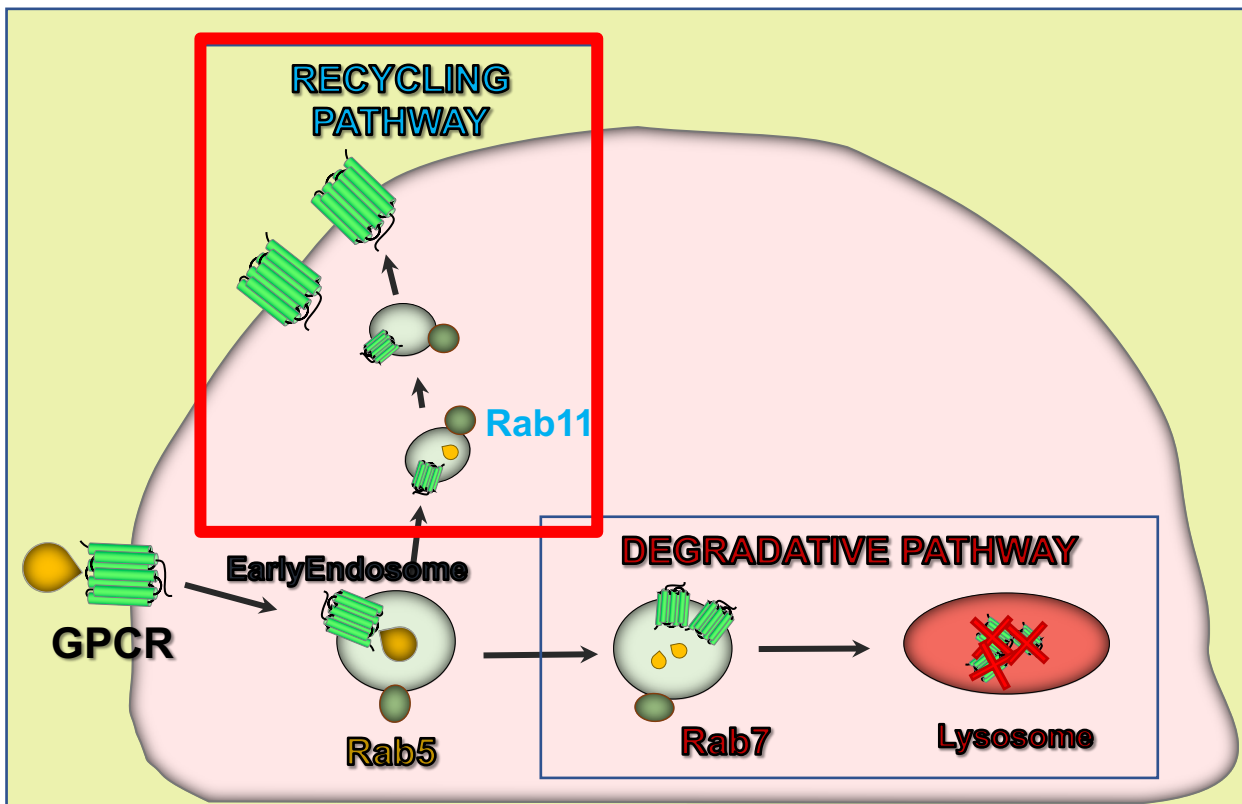 RECYCLING
PATHWAY
Rab11
EarlyEndosome
GPCR
Rab5
DEGRADATIVE PATHWAY
Rab7
Lysosome